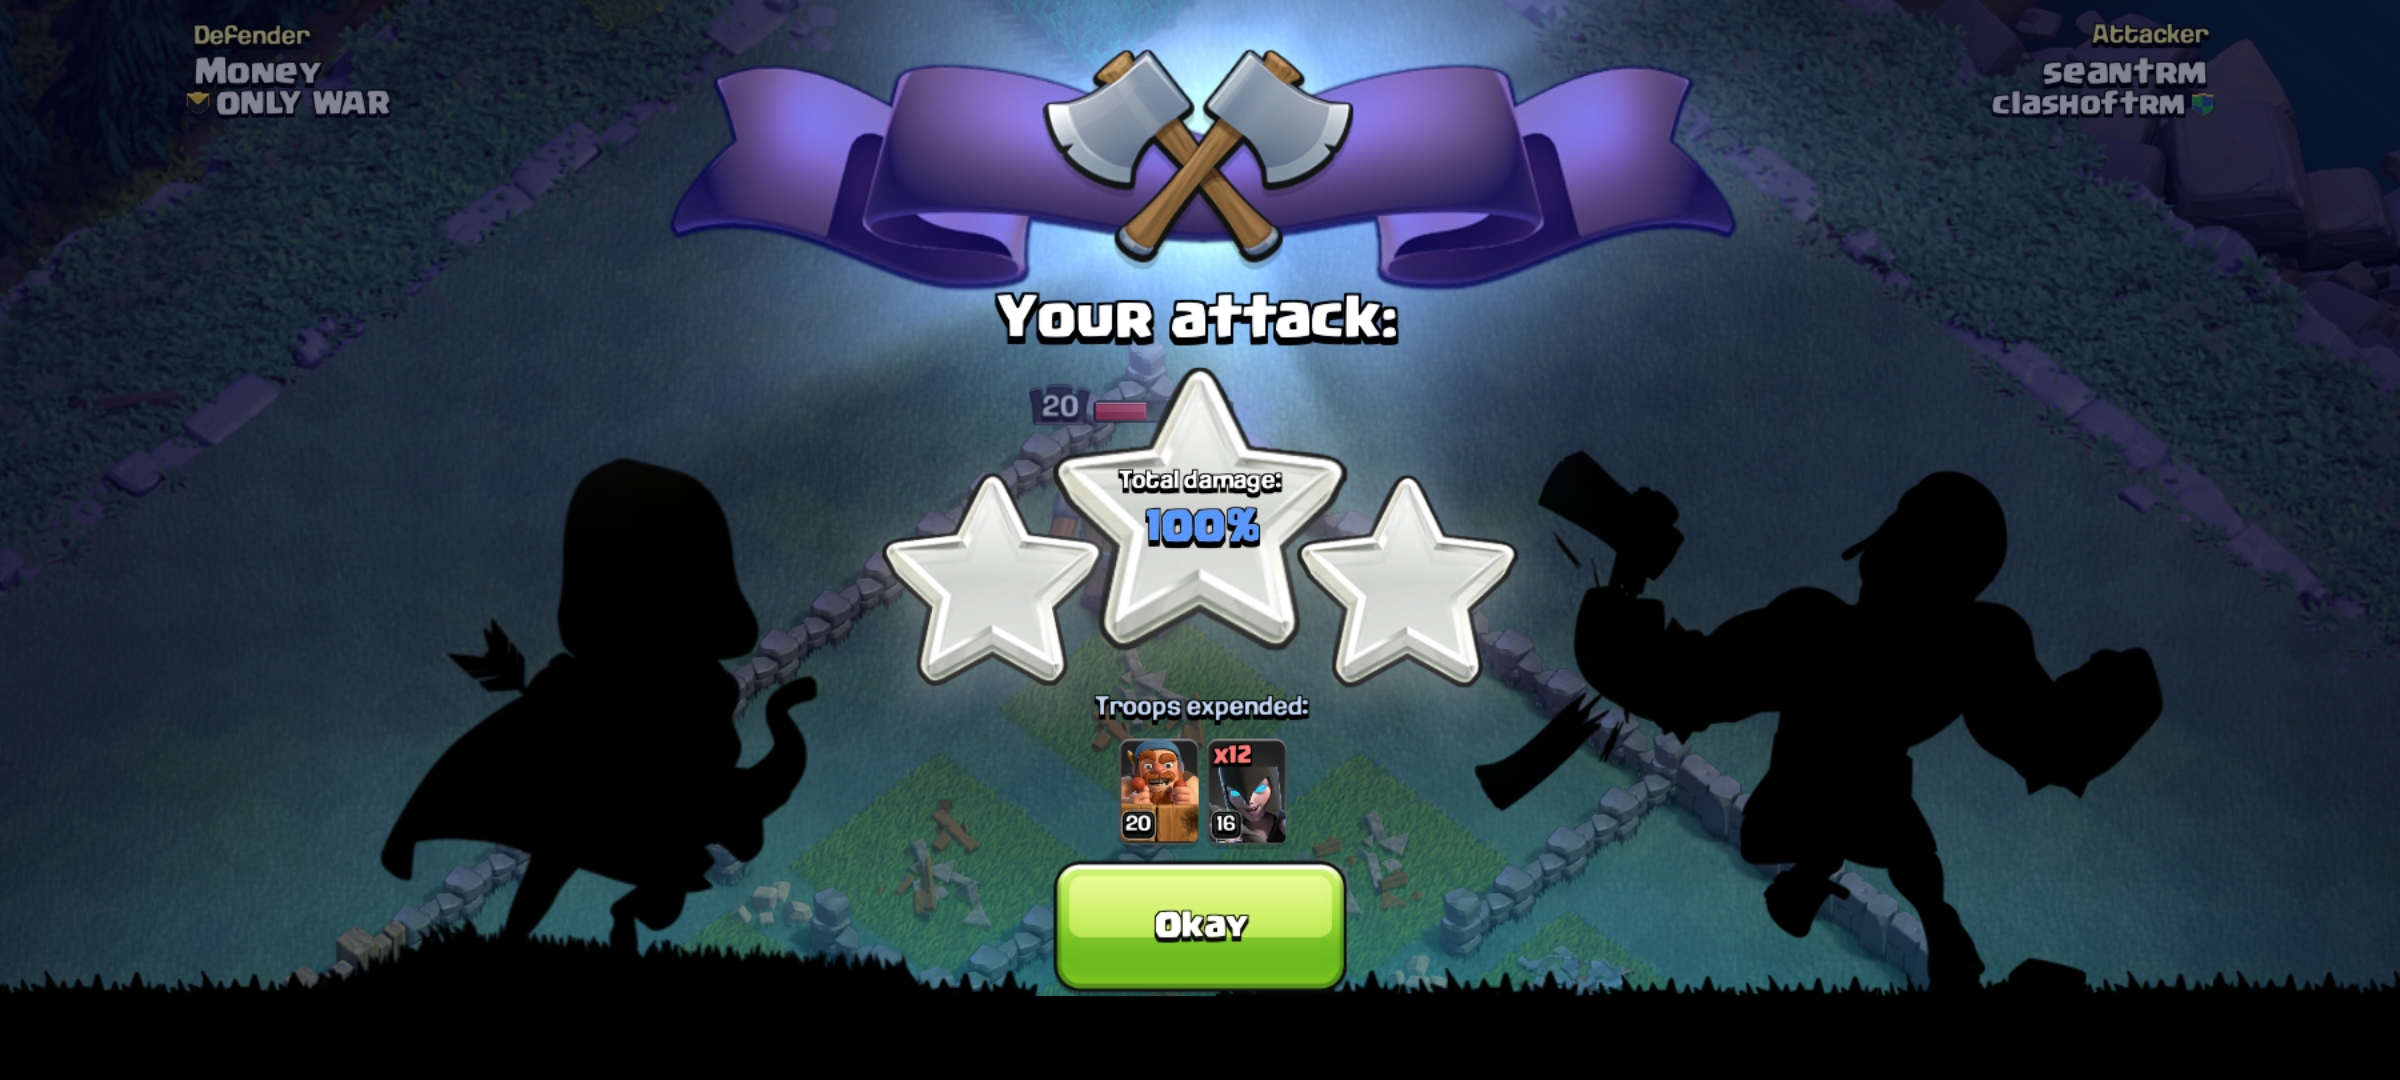 Defender
Money
ONLY WAR
Attacker
seantRM
clashoftRM
Your attack:
20
Total damage:
100%
Troops expended:
x12
20
16
Okay